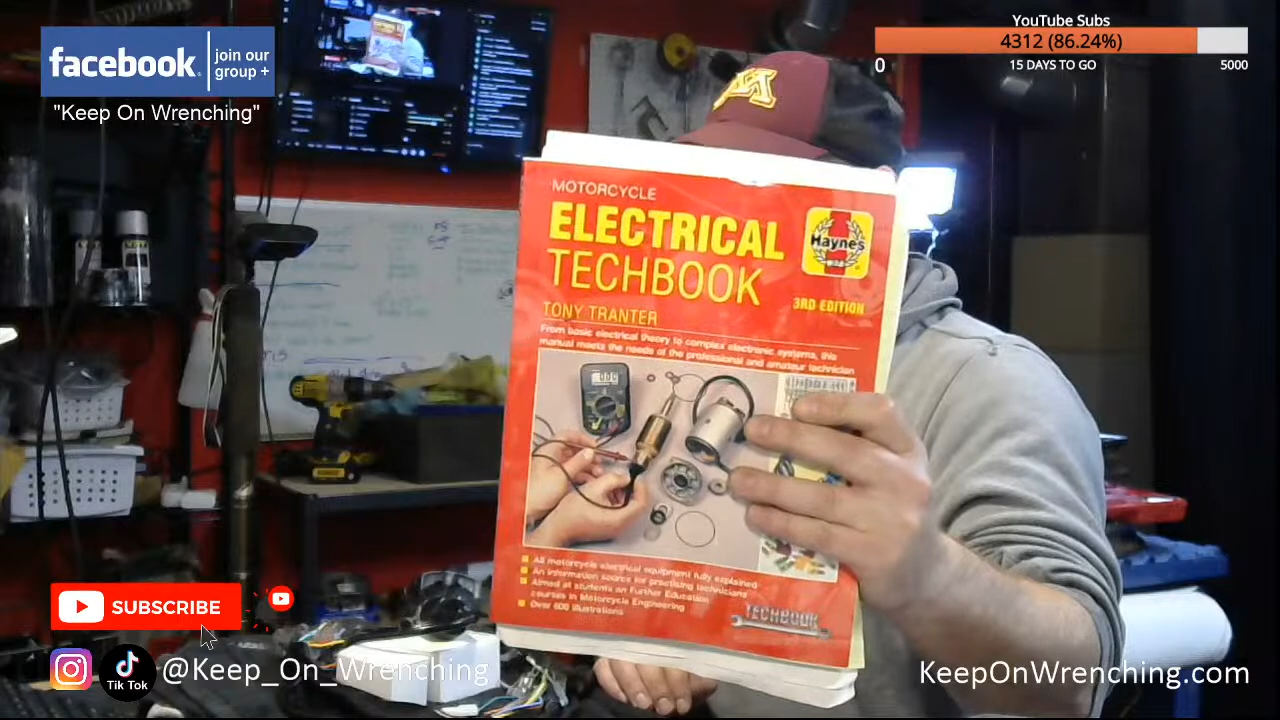 facebook
join our
group +
"Keep On Wrenching"
YouTube Subs
4312 (86.24%)
0
15 DAYS TO GO
5000
MOTORCYCLE
ELECTRICAL
TECHBOOK
Haynes
3RD EDITION
TONY TRANTER
From basic electrical theory to complex electronic systems, this
manual meets the needs of the professional and amateur technician
All motorcycle electrical equipment fully explained
An information source for practising technicians
Aimed at students on Further Education
courses in Motorcycle Engineering
Over 600 illustrations
TECHBOOK
SUBSCRIBE
Tik Tok
@Keep_On_Wrenching
KeepOnWrenching.com